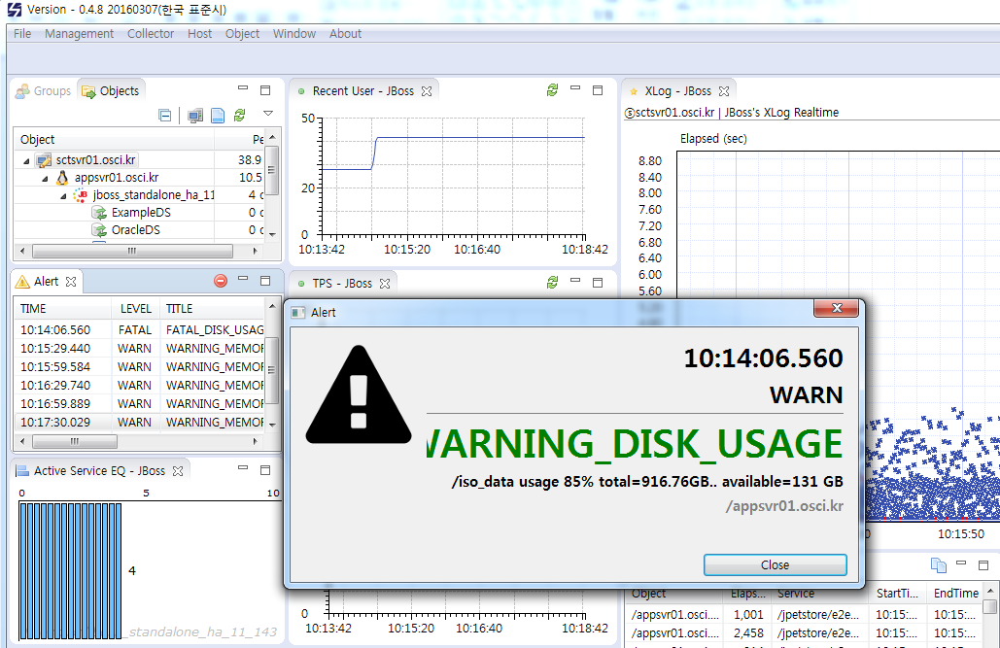 Version - 0.4.8 20160307(한국 표준시)
File Management Collector Host Object Window About
Groups Objects
Object Pe
sctsvr01.osci.kr 38.9
appsvr01.osci.kr 10.5
jboss_standalone_ha_11 4
ExampleDS 0
OracleDS 0
Recent User - JBoss
50
20
0
10:13:42 10:15:20 10:16:40 10:18:42
XLog - JBoss
sctsvr01.osci.kr | JBoss's XLog Realtime
Elapsed (sec)
8.80
8.40
8.00
7.60
7.20
6.80
6.40
6.00
5.60
10:15:50
Alert
TIME LEVEL TITLE
10:14:06.560 FATAL FATAL_DISK_USAG
10:15:29.440 WARN WARNING_MEMOR
10:15:59.584 WARN WARNING_MEMOR
10:16:29.740 WARN WARNING_MEMOR
10:16:59.889 WARN WARNING_MEMOR
10:17:30.029 WARN WARNING_MEMOR
TPS - JBoss
Alert
10:14:06.560
WARN
WARNING_DISK_USAGE
/iso_data usage 85% total=916.76GB.. available=131 GB
/appsvr01.osci.kr
Close
Active Service EQ - JBoss
0 5 10
4
_standalone_ha_11_143
0
10:13:42 10:15:20 10:16:40 10:18:42
Object Elaps... Service StartTi... EndTime
/appsvr01.osci.... 1,001 /jpetstore/e2e... 10:15:... 10:15:...
/appsvr01.osci.... 2,458 /jpetstore/e2e... 10:15:... 10:15:...